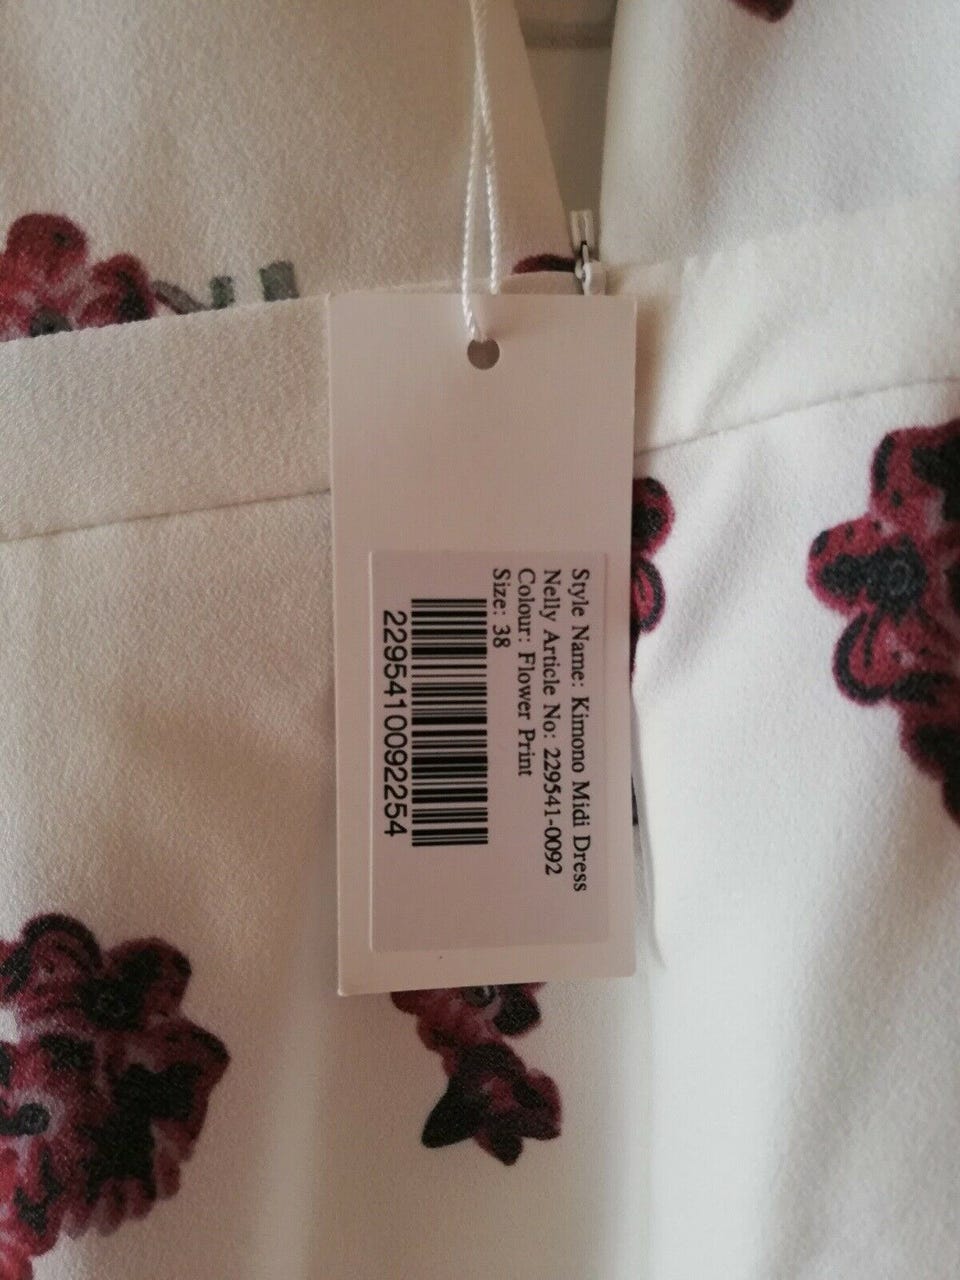 Style Name: Kimono Midi Dress
Nelly Article No: 229541-0092
Colour: Flower Print
Size: 38
2295410092254